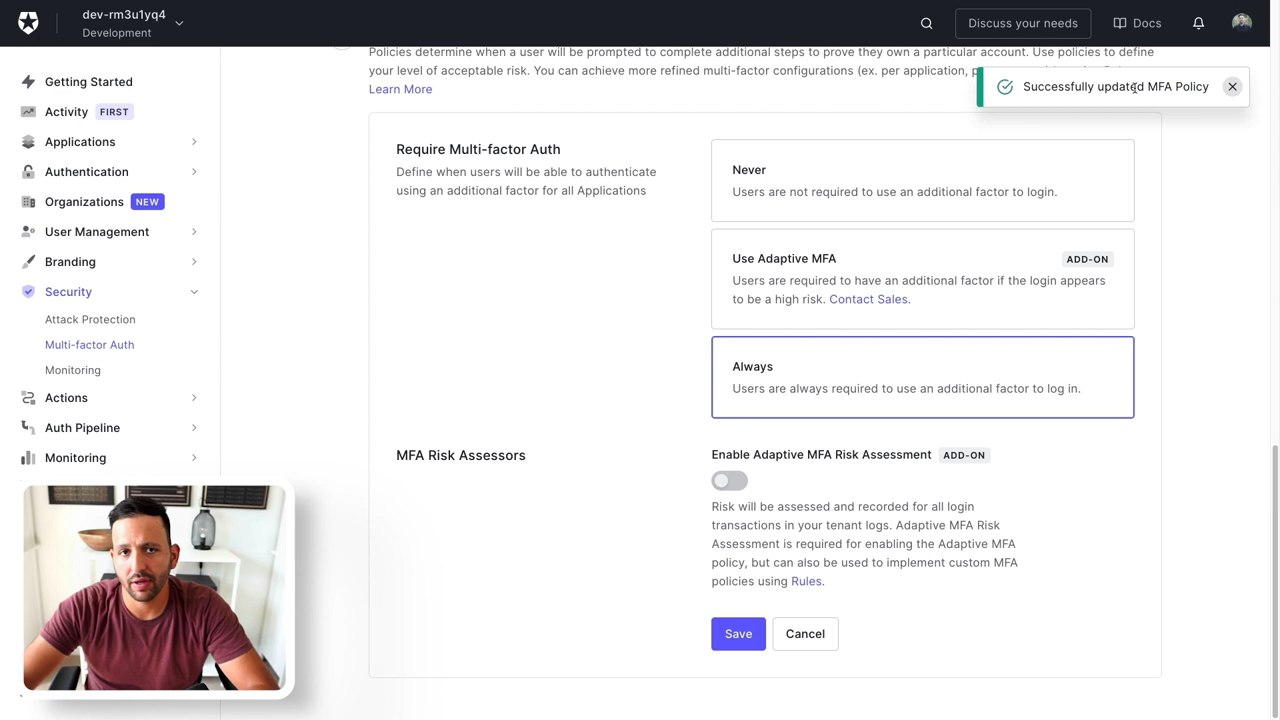 dev-rm3u1yq4
Development
Discuss your needs
Docs
Getting Started
Activity FIRST
Applications
Authentication
Organizations NEW
User Management
Branding
Security
Attack Protection
Multi-factor Auth
Monitoring
Actions
Auth Pipeline
Monitoring
Policies determine when a user will be prompted to complete additional steps to prove they own a particular account. Use policies to define
your level of acceptable risk. You can achieve more refined multi-factor configurations (ex. per application,
Learn More
Successfully updated MFA Policy
Require Multi-factor Auth
Define when users will be able to authenticate
using an additional factor for all Applications
Never
Users are not required to use an additional factor to login.
Use Adaptive MFA ADD-ON
Users are required to have an additional factor if the login appears
to be a high risk. Contact Sales.
Always
Users are always required to use an additional factor to log in.
MFA Risk Assessors
Enable Adaptive MFA Risk Assessment ADD-ON
Risk will be assessed and recorded for all login
transactions in your tenant logs. Adaptive MFA Risk
Assessment is required for enabling the Adaptive MFA
policy, but can also be used to implement custom MFA
policies using Rules.
Save
Cancel